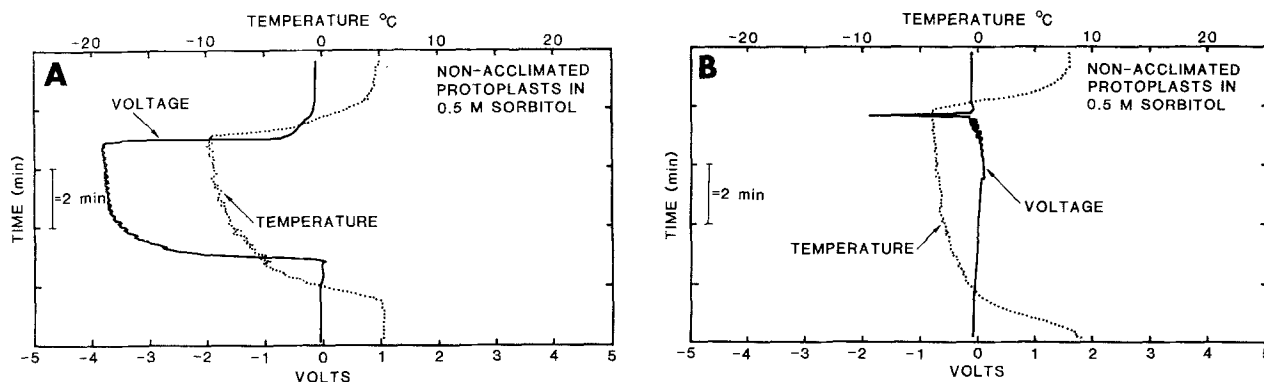 TEMPERATURE °C
-20 -10 0 10 20
A
NON-ACCLIMATED
PROTOPLASTS IN
0.5 M SORBITOL
VOLTAGE
TIME (min)
=2 min
TEMPERATURE
-5 -4 -3 -2 -1 0 1 2 3 4 5
VOLTS
TEMPERATURE °C
-20 -10 0 10 20
B
NON-ACCLIMATED
PROTOPLASTS IN
0.5 M SORBITOL
TIME (min)
=2 min
VOLTAGE
TEMPERATURE
-5 -4 -3 -2 -1 0 1 2 3 4 5
VOLTS